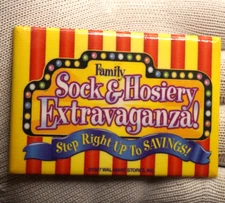 Family
Sock & Hosiery
Extravaganza!
Step Right Up To SAVINGS!